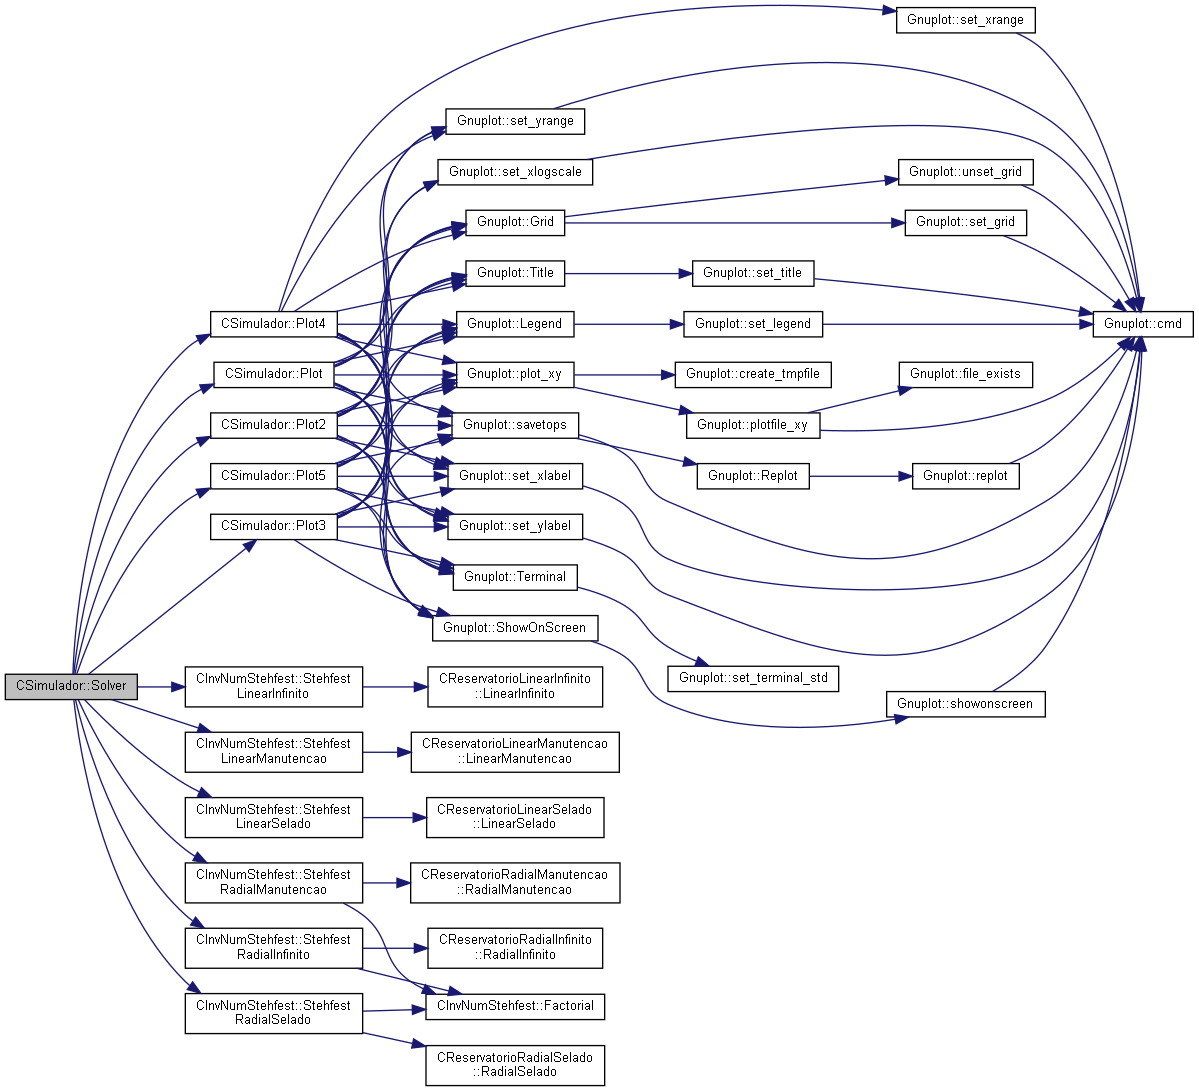 Gnuplot::set_xrange
Gnuplot::set_yrange
Gnuplot::set_xlogscale
Gnuplot::unset_grid
Gnuplot::Grid
Gnuplot::set_grid
Gnuplot::Title
Gnuplot::set_title
CSimulador::Plot4
Gnuplot::Legend
Gnuplot::set_legend
Gnuplot::cmd
CSimulador::Plot
Gnuplot::plot_xy
Gnuplot::create_tmpfile
Gnuplot::file_exists
CSimulador::Plot2
Gnuplot::savetops
Gnuplot::plotfile_xy
CSimulador::Plot5
Gnuplot::set_xlabel
Gnuplot::Replot
Gnuplot::replot
CSimulador::Plot3
Gnuplot::set_ylabel
Gnuplot::Terminal
Gnuplot::ShowOnScreen
CSimulador::Solver
CInvNumStehfest::Stehfest
LinearInfinito
CReservatorioLinearInfinito
::LinearInfinito
Gnuplot::set_terminal_std
Gnuplot::showonscreen
CInvNumStehfest::Stehfest
LinearManutencao
CReservatorioLinearManutencao
::LinearManutencao
CInvNumStehfest::Stehfest
LinearSelado
CReservatorioLinearSelado
::LinearSelado
CInvNumStehfest::Stehfest
RadialManutencao
CReservatorioRadialManutencao
::RadialManutencao
CInvNumStehfest::Stehfest
RadialInfinito
CReservatorioRadialInfinito
::RadialInfinito
CInvNumStehfest::Stehfest
RadialSelado
CInvNumStehfest::Factorial
CReservatorioRadialSelado
::RadialSelado